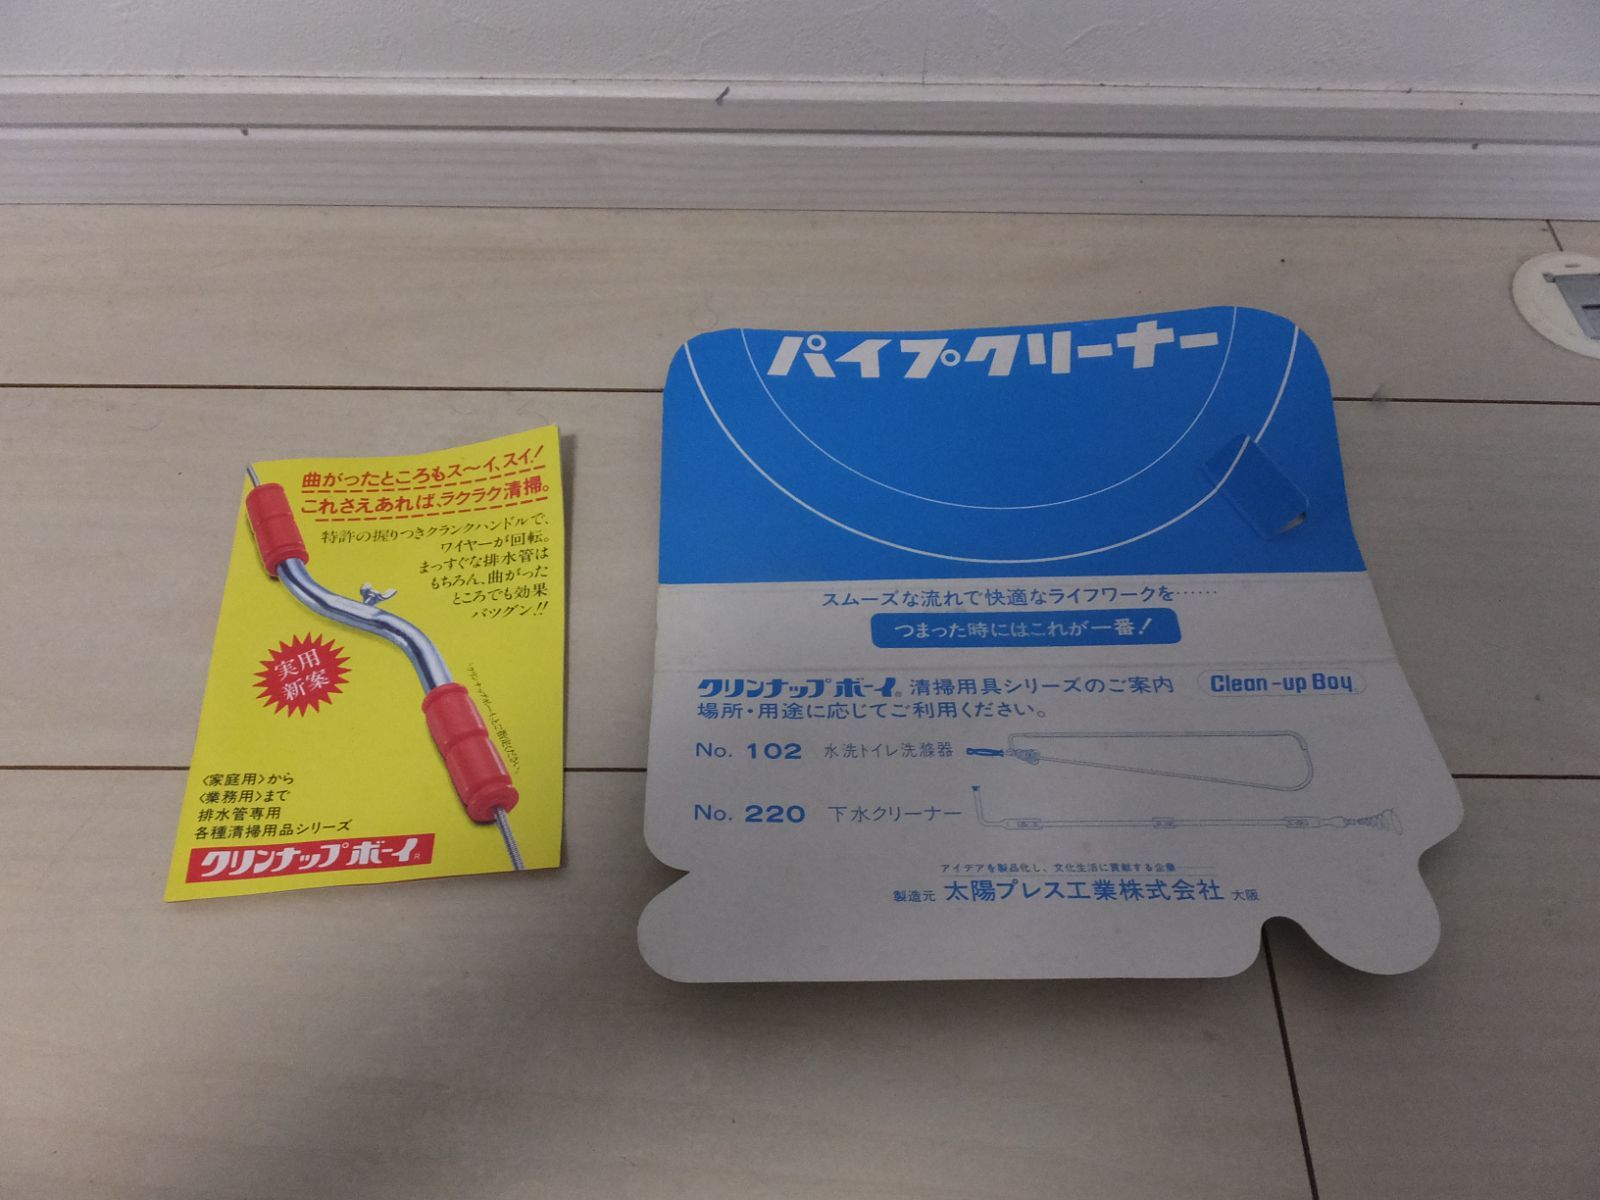 曲がったところもス〜イ、スイ!
これさえあれば、ラクラク清掃。
特許の握りつきクランクハンドルで、
ワイヤーが回転。
まっすぐな排水管は
もちろん、曲がった
ところでも効果
バツグン!!
実用
新案
<家庭用>から
<業務用>まで
排水管専用
各種清掃用品シリーズ
クリンナップボーイ®
パイプクリーナー
スムーズな流れで快適なライフワークを……
つまった時にはこれが一番!
クリンナップボーイ® 清掃用具シリーズのご案内
Clean-up Boy
場所・用途に応じてご利用ください。
No. 102 水洗トイレ洗滌器
No. 220 下水クリーナー
アイデアを製品化し、文化生活に貢献する企業
製造元 太陽プレス工業株式会社 大阪